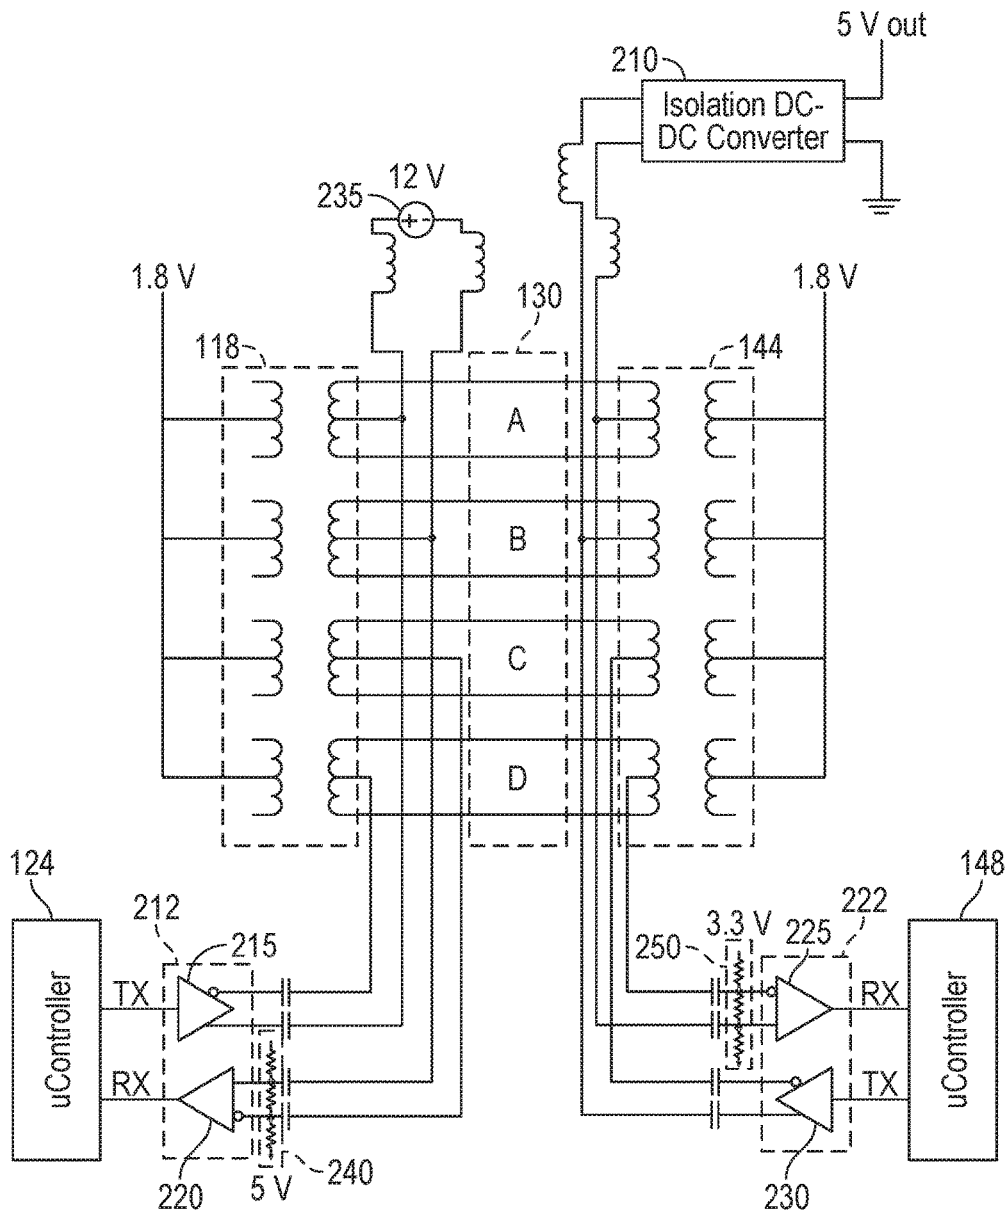 5 V out
210
Isolation DC-
DC Converter
12 V
235
+ -
1.8 V
130
1.8 V
118
144
A
B
C
D
124
148
212
222
215
3.3 V
225
250
TX
RX
uController
uController
RX
TX
220
5 V
240
230